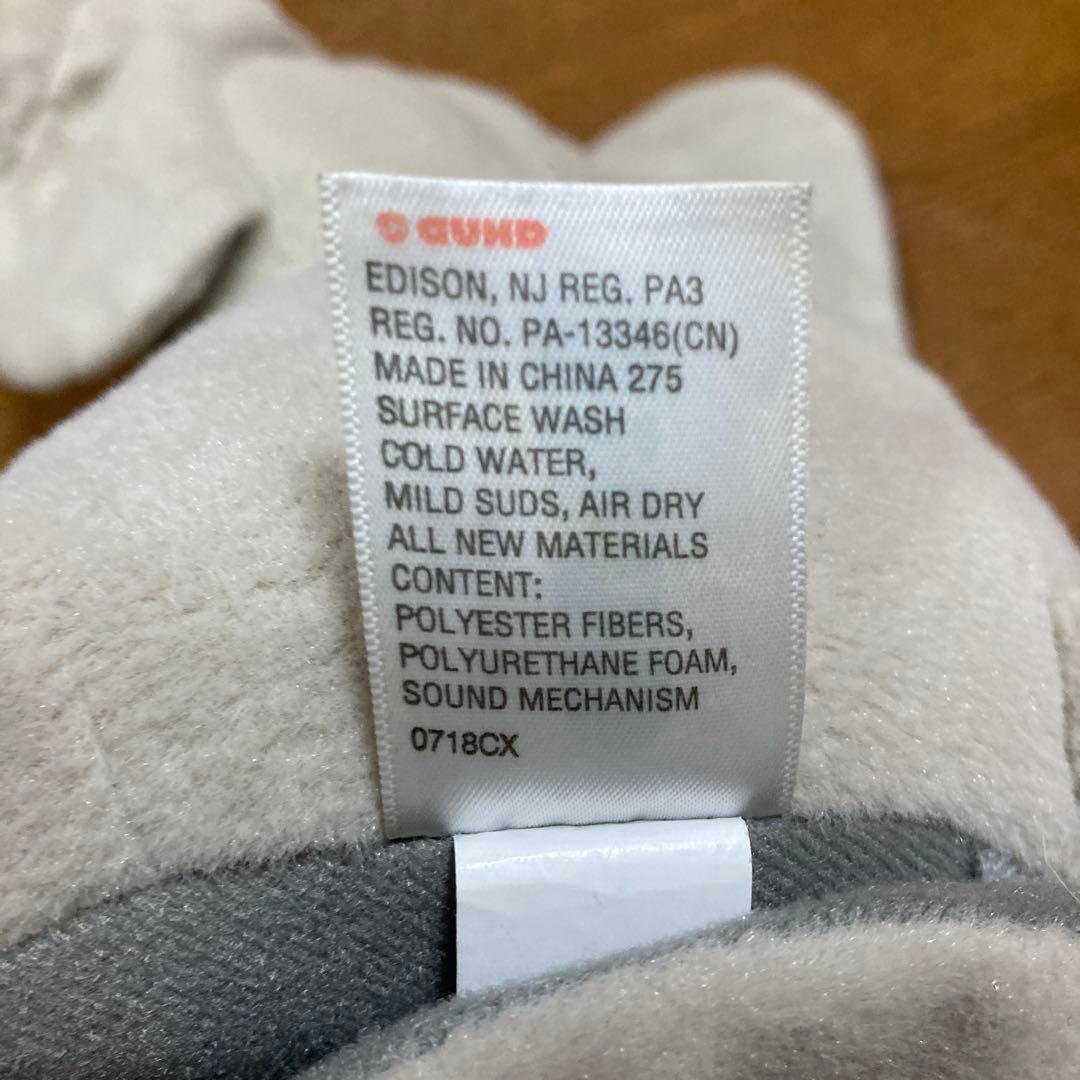 GUND
EDISON, NJ REG. PA3
REG. NO. PA-13346(CN)
MADE IN CHINA 275
SURFACE WASH
COLD WATER,
MILD SUDS, AIR DRY
ALL NEW MATERIALS
CONTENT:
POLYESTER FIBERS,
POLYURETHANE FOAM,
SOUND MECHANISM
0718CX